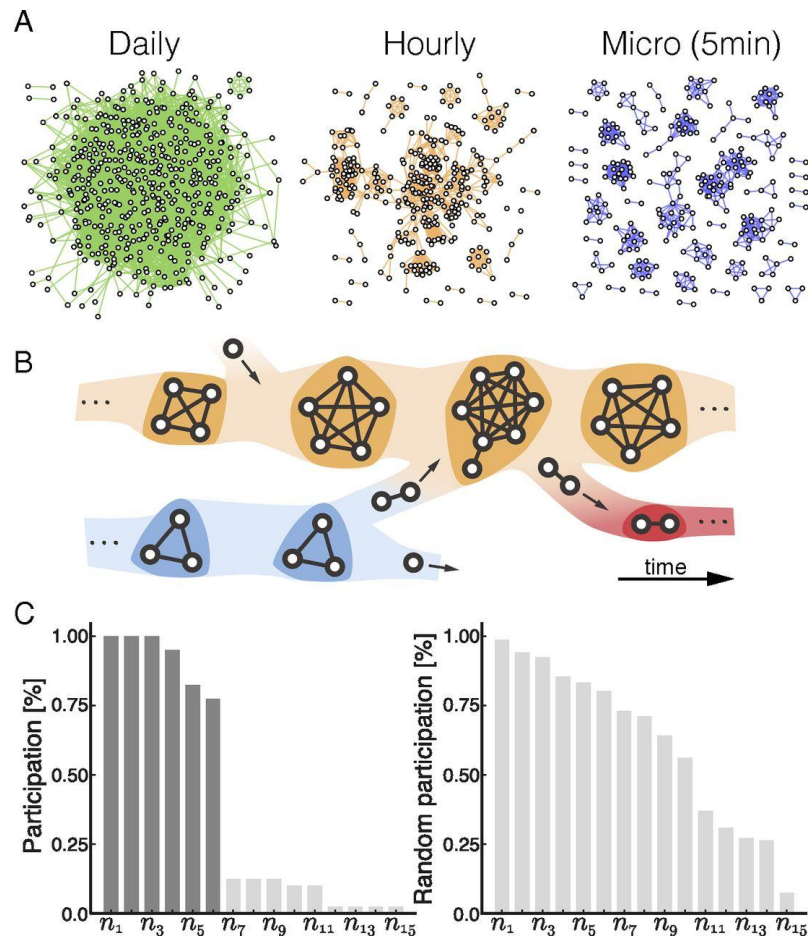 A
Daily Hourly Micro (5min)
B
...
...
...
...
time
C
Participation [%]
1.00
0.75
0.50
0.25
0.0
n₁ n₃ n₅ n₇ n₉ n₁₁ n₁₃ n₁₅
Random participation [%]
1.00
0.75
0.50
0.25
0.0
n₁ n₃ n₅ n₇ n₉ n₁₁ n₁₃ n₁₅